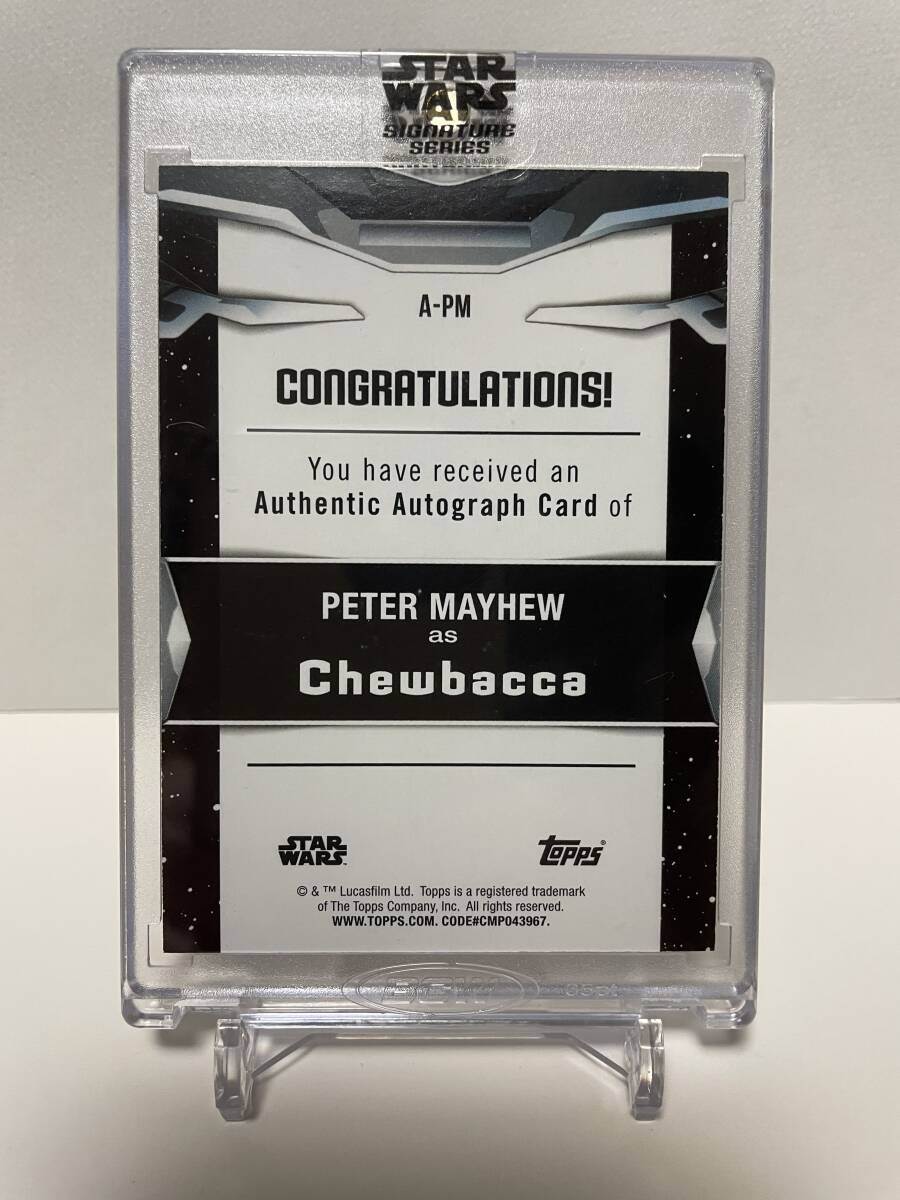 STAR
WARS
SIGNATURE
SERIES
A-PM
CONGRATULATIONS!
You have received an
Authentic Autograph Card of
PETER MAYHEW
as
Chewbacca
STAR
WARS
topps®
© & ™ Lucasfilm Ltd. Topps is a registered trademark
of The Topps Company, Inc. All rights reserved.
WWW.TOPPS.COM. CODE#CMP043967.